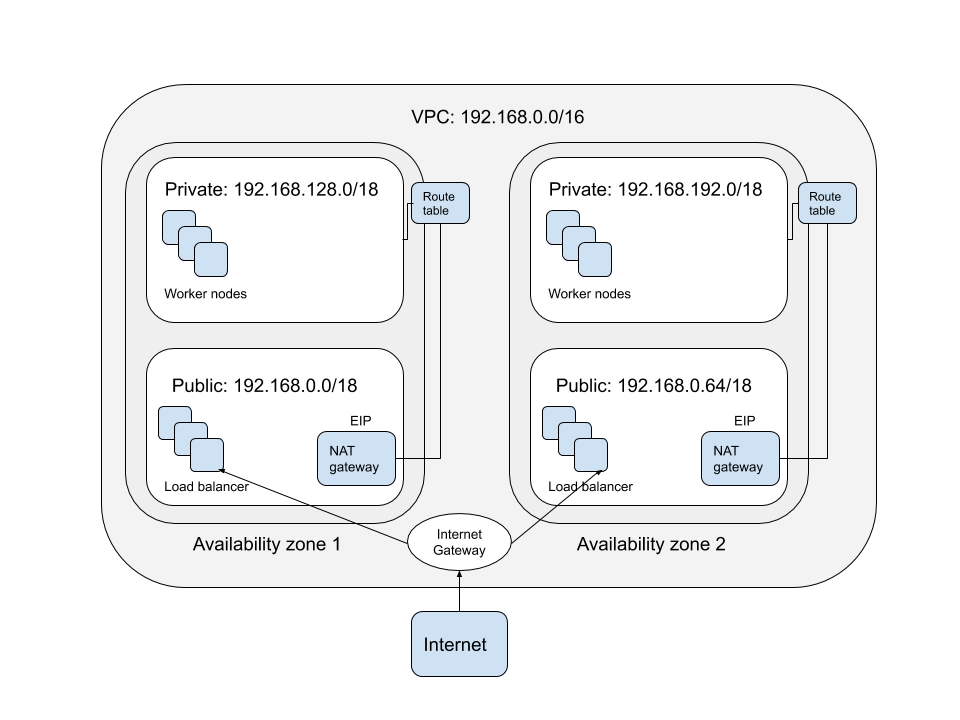 VPC: 192.168.0.0/16
Private: 192.168.128.0/18
Route
table
Worker nodes
Private: 192.168.192.0/18
Route
table
Worker nodes
Public: 192.168.0.0/18
EIP
NAT
gateway
Load balancer
Public: 192.168.0.64/18
EIP
NAT
gateway
Load balancer
Availability zone 1
Internet
Gateway
Availability zone 2
Internet